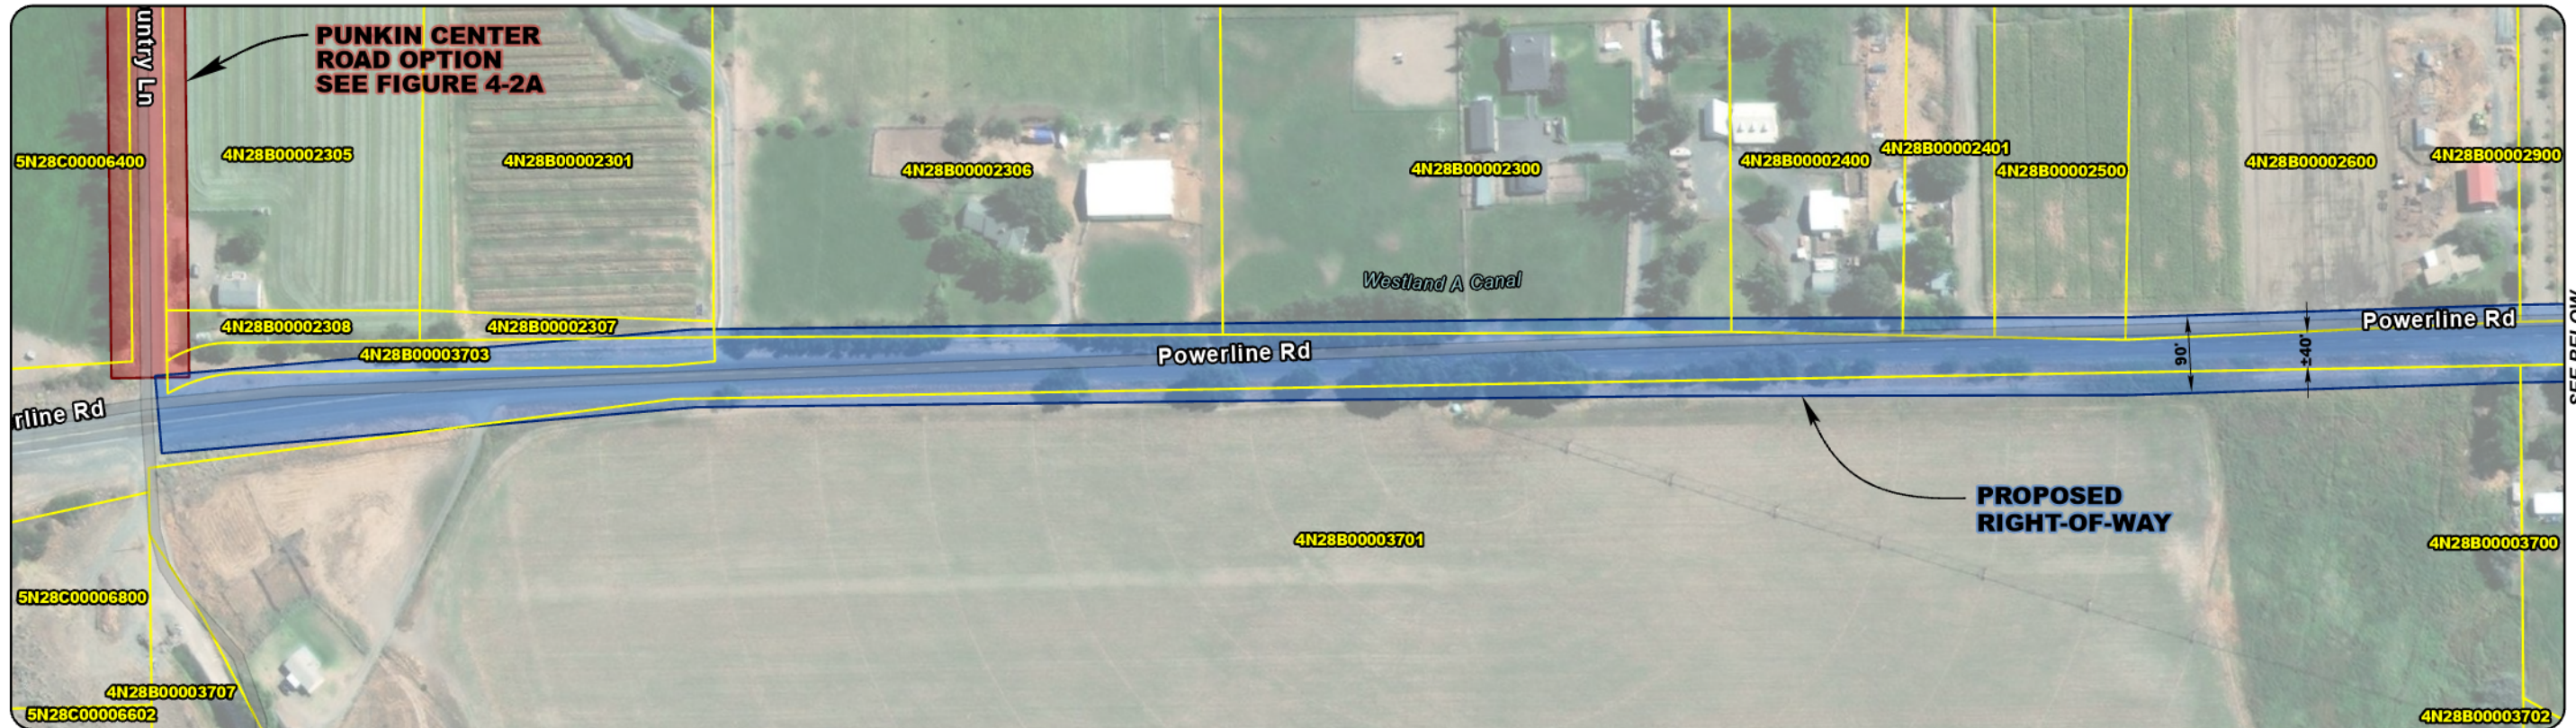 untry Ln
PUNKIN CENTER
ROAD OPTION
SEE FIGURE 4-2A
5N28C00006400
4N28B00002305
4N28B00002301
4N28B00002306
4N28B00002300
4N28B00002400
4N28B00002401
4N28B00002500
4N28B00002600
4N28B00002900
Westland A Canal
4N28B00002308
4N28B00002307
4N28B00003703
Powerline Rd
Powerline Rd
90'
±40'
SEE BELOW
rline Rd
PROPOSED
RIGHT-OF-WAY
4N28B00003701
4N28B00003700
5N28C00006800
4N28B00003707
5N28C00006602
4N28B00003702